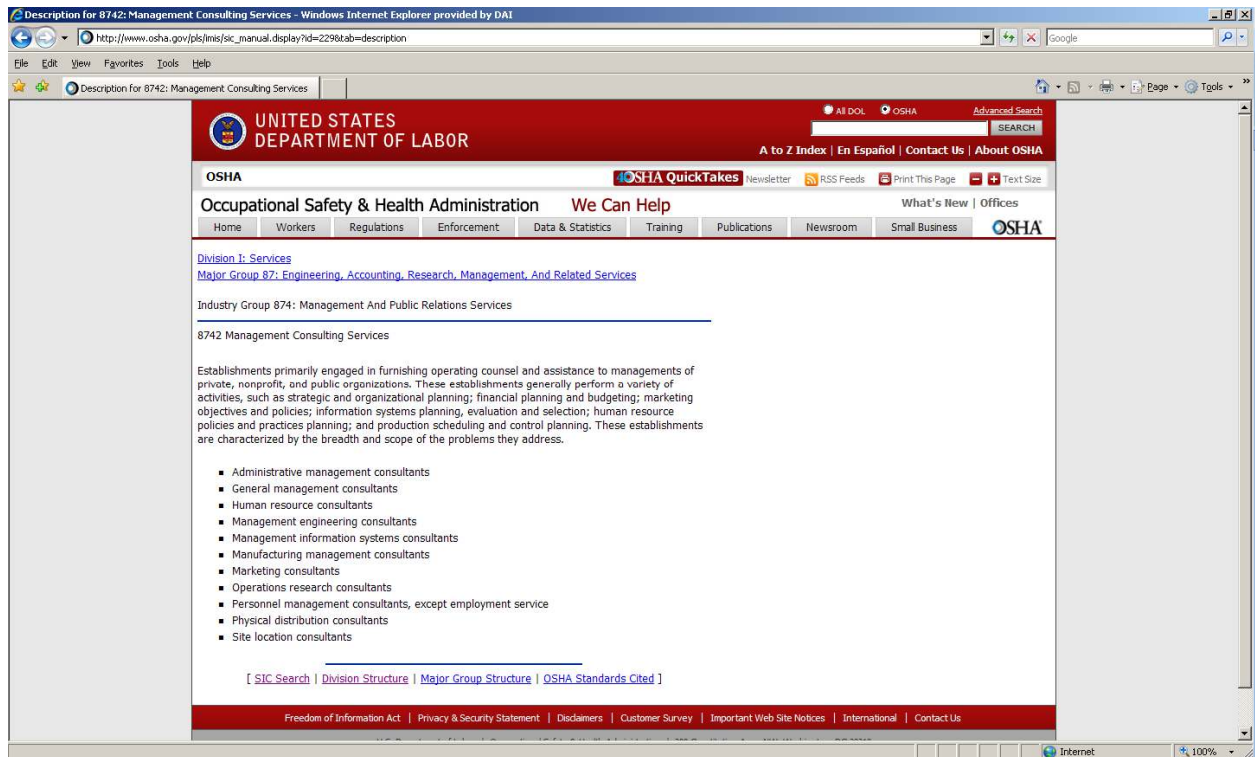 Description for 8742: Management Consulting Services - Windows Internet Explorer provided by DAI
http://www.osha.gov/pls/imis/sic_manual.display?id=229&tab=description
Google
File Edit View Favorites Tools Help
Description for 8742: Management Consulting Services
Page Tools
UNITED STATES
DEPARTMENT OF LABOR
All DOL OSHA Advanced Search
SEARCH
A to Z Index | En Español | Contact Us | About OSHA
OSHA
OSHA QuickTakes Newsletter RSS Feeds Print This Page Text Size
Occupational Safety & Health Administration We Can Help
What's New | Offices
Home Workers Regulations Enforcement Data & Statistics Training Publications Newsroom Small Business OSHA
Division I: Services
Major Group 87: Engineering, Accounting, Research, Management, And Related Services
Industry Group 874: Management And Public Relations Services
8742 Management Consulting Services
Establishments primarily engaged in furnishing operating counsel and assistance to managements of
private, nonprofit, and public organizations. These establishments generally perform a variety of
activities, such as strategic and organizational planning; financial planning and budgeting; marketing
objectives and policies; information systems planning, evaluation and selection; human resource
policies and practices planning; and production scheduling and control planning. These establishments
are characterized by the breadth and scope of the problems they address.
Administrative management consultants
General management consultants
Human resource consultants
Management engineering consultants
Management information systems consultants
Manufacturing management consultants
Marketing consultants
Operations research consultants
Personnel management consultants, except employment service
Physical distribution consultants
Site location consultants
[ SIC Search | Division Structure | Major Group Structure | OSHA Standards Cited ]
Freedom of Information Act | Privacy & Security Statement | Disclaimers | Customer Survey | Important Web Site Notices | International | Contact Us
Internet
100%